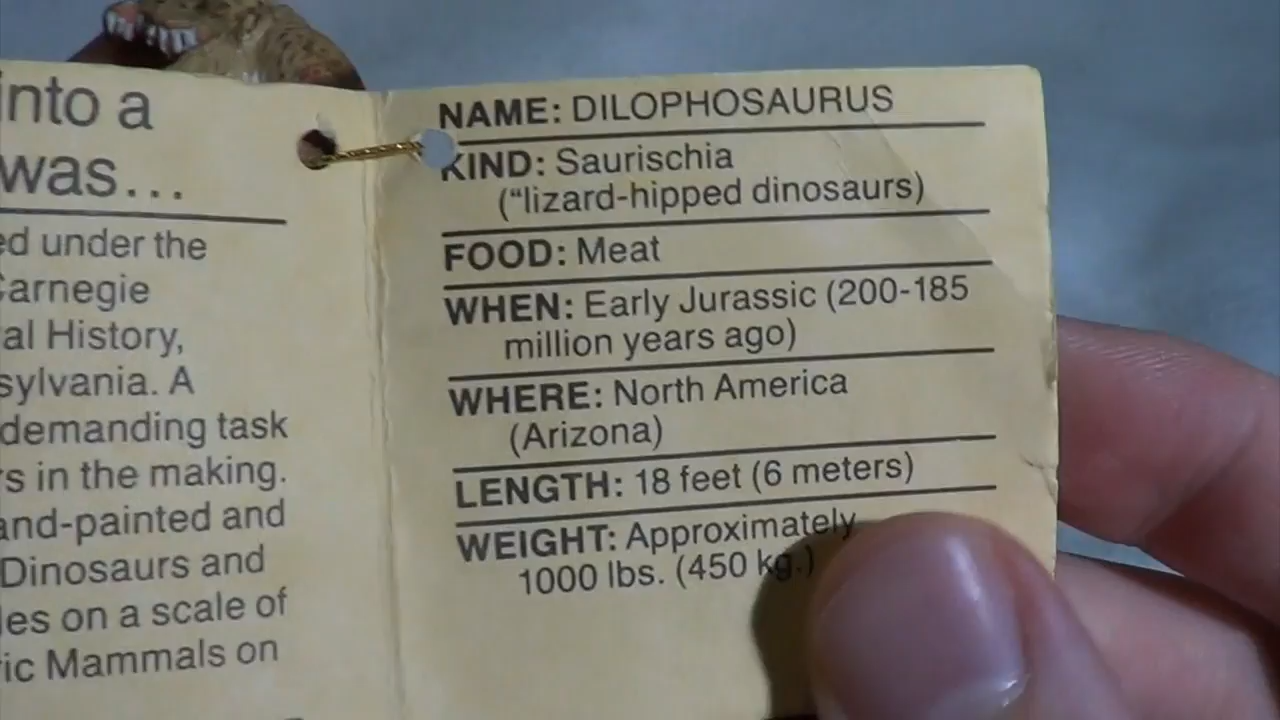 into a
was...
under the
Carnegie
al History,
sylvania. A
demanding task
s in the making.
and-painted and
Dinosaurs and
les on a scale of
ric Mammals on
NAME: DILOPHOSAURUS
KIND: Saurischia
("lizard-hipped dinosaurs)
FOOD: Meat
WHEN: Early Jurassic (200-185
million years ago)
WHERE: North America
(Arizona)
LENGTH: 18 feet (6 meters)
WEIGHT: Approximately
1000 lbs. (450 kg.)